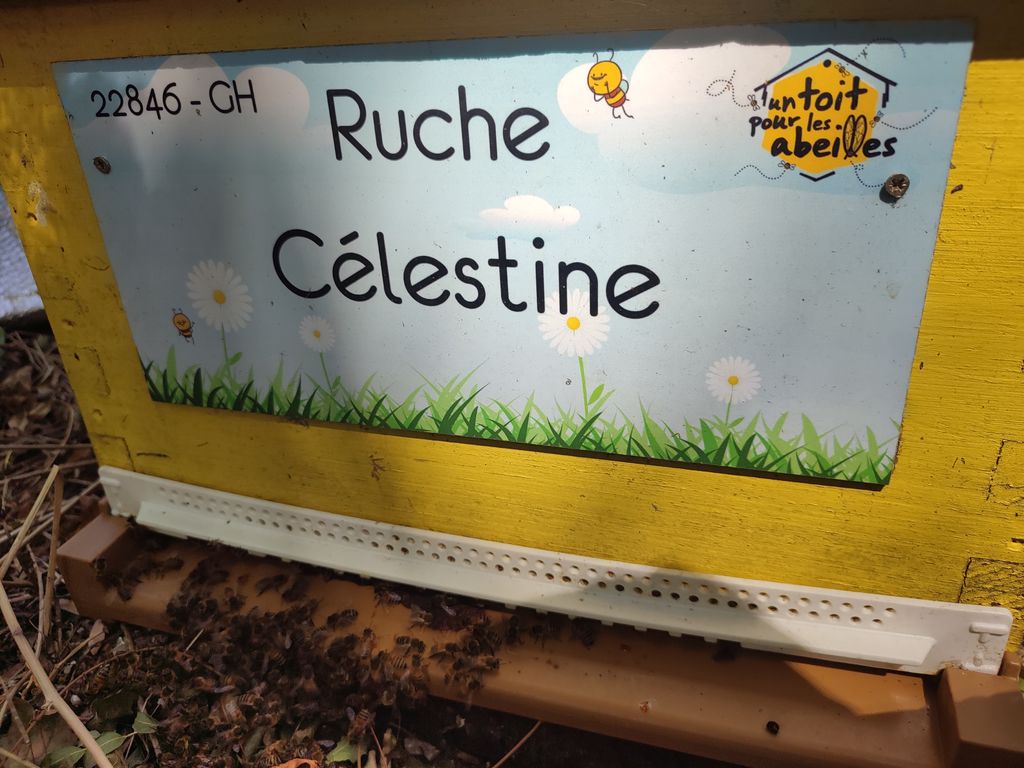 22846 - GH
Ruche
Célestine
un toit
pour les
abeilles